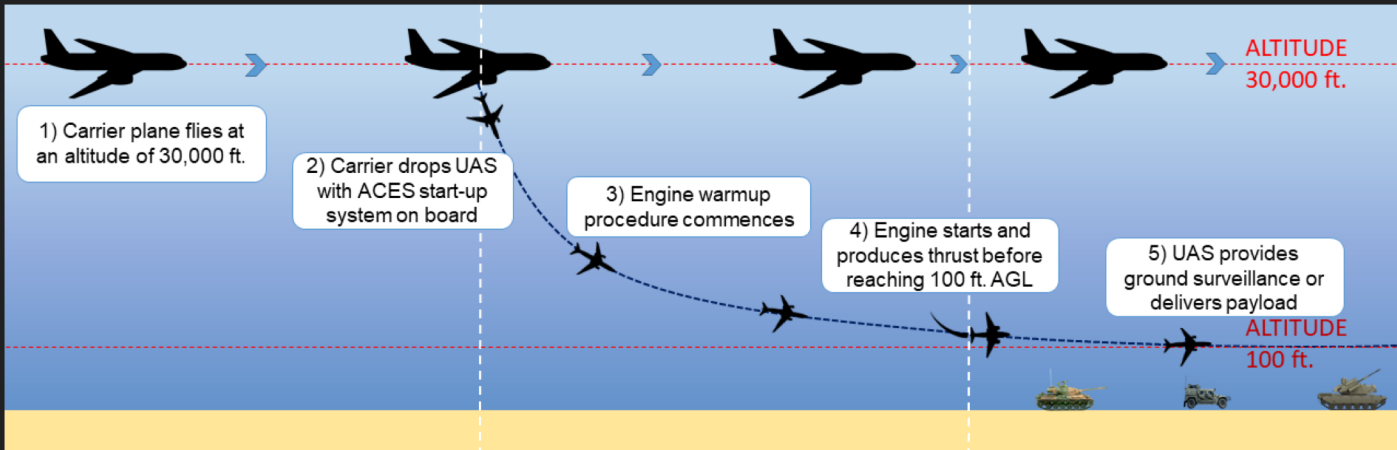 ALTITUDE
30,000 ft.
1) Carrier plane flies at
an altitude of 30,000 ft.
2) Carrier drops UAS
with ACES start-up
system on board
3) Engine warmup
procedure commences
4) Engine starts and
produces thrust before
reaching 100 ft. AGL
5) UAS provides
ground surveillance or
delivers payload
ALTITUDE
100 ft.